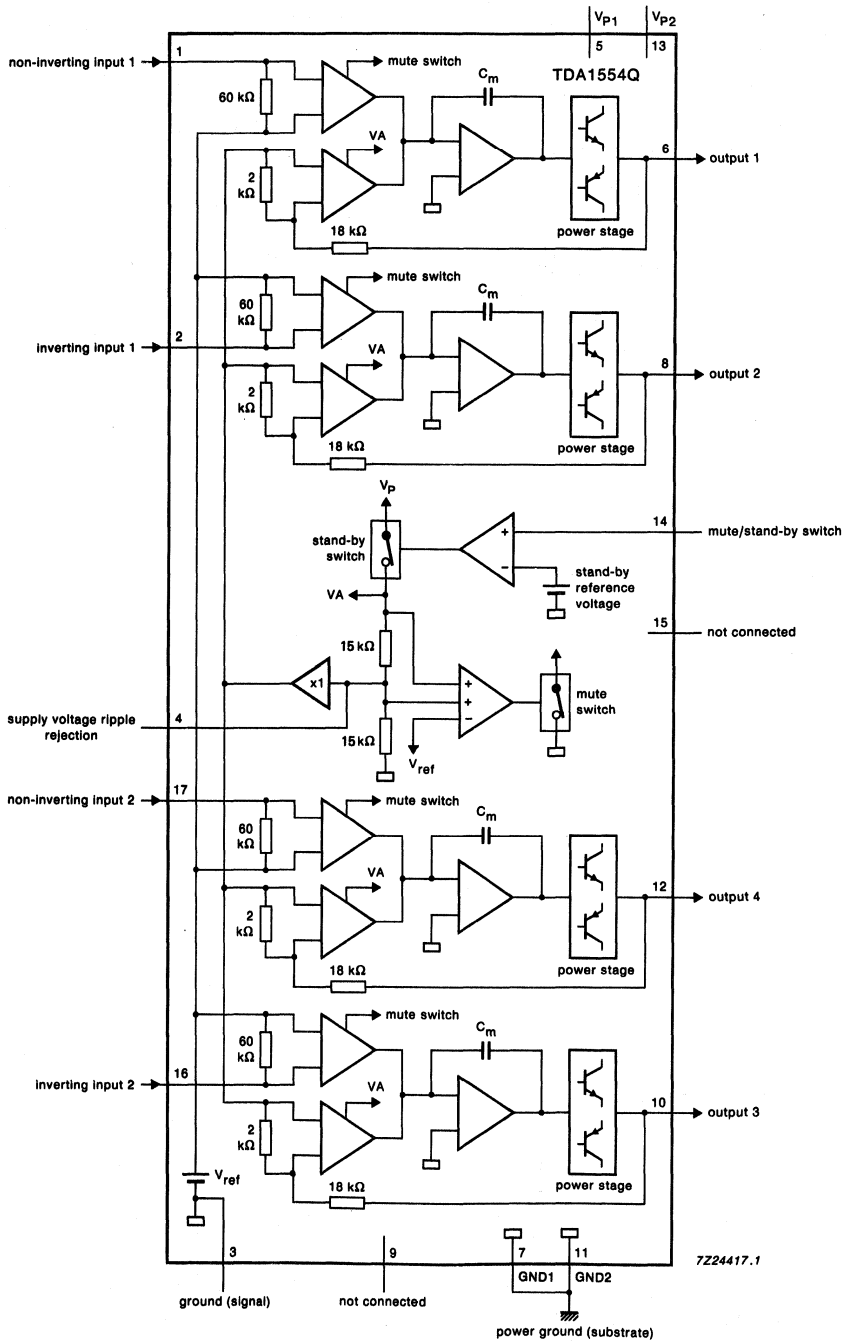 VP1 VP2
5 13
1
non-inverting input 1
mute switch
Cm
TDA1554Q
60 kΩ
VA
6
output 1
2
kΩ
power stage
18 kΩ
mute switch
Cm
60
kΩ
2
inverting input 1
VA
8
output 2
2
kΩ
power stage
18 kΩ
VP
14
mute/stand-by switch
+
stand-by
switch
−
stand-by
reference
voltage
VA
15
not connected
15 kΩ
x1
+
+
−
mute
switch
4
supply voltage ripple
rejection
15 kΩ
Vref
17
non-inverting input 2
mute switch
Cm
60
kΩ
VA
12
output 4
2
kΩ
power stage
18 kΩ
mute switch
Cm
60
kΩ
16
inverting input 2
VA
10
output 3
2
kΩ
power stage
Vref
18 kΩ
3
9
7
11
7Z24417.1
GND1
GND2
ground (signal)
not connected
power ground (substrate)